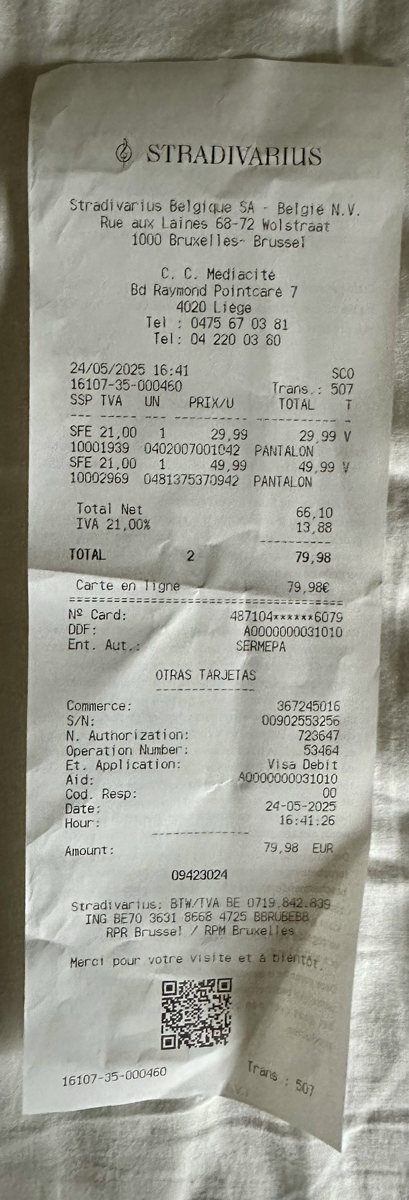 STRADIVARIUS
Stradivarius Belgique SA - België N.V.
Rue aux Laines 68-72 Wolstraat
1000 Bruxelles- Brussel
C. C. Mediacité
Bd Raymond Pointcaré 7
4020 Liège
Tel : 0475 67 03 81
Tel: 04 220 03 80
24/05/2025 16:41 SCO
16107-35-000460 Trans.: 507
SSP TVA UN PRIX/U TOTAL T
SFE 21,00 1 29,99 29,99 V
10001939 0402007001042 PANTALON
SFE 21,00 1 49,99 49,99 V
10002969 0481375370942 PANTALON
Total Net 66,10
IVA 21,00% 13,88
TOTAL 2 79,98
Carte en ligne 79,98€
Nº Card: 487104******6079
DDF: A0000000031010
Ent. Aut.: SERMEPA
OTRAS TARJETAS
Commerce: 367245016
S/N: 00902553256
N. Authorization: 723647
Operation Number: 53464
Et. Application: Visa Debit
Aid: A0000000031010
Cod. Resp: 00
Date: 24-05-2025
Hour: 16:41:26
Amount: 79,98 EUR
09423024
Stradivarius: BTW/TVA BE 0719.842.839
ING BE70 3631 8668 4725 BBRUBEBB
RPR Brussel / RPM Bruxelles
Merci pour votre visite et à bientôt.
16107-35-000460 Trans : 507